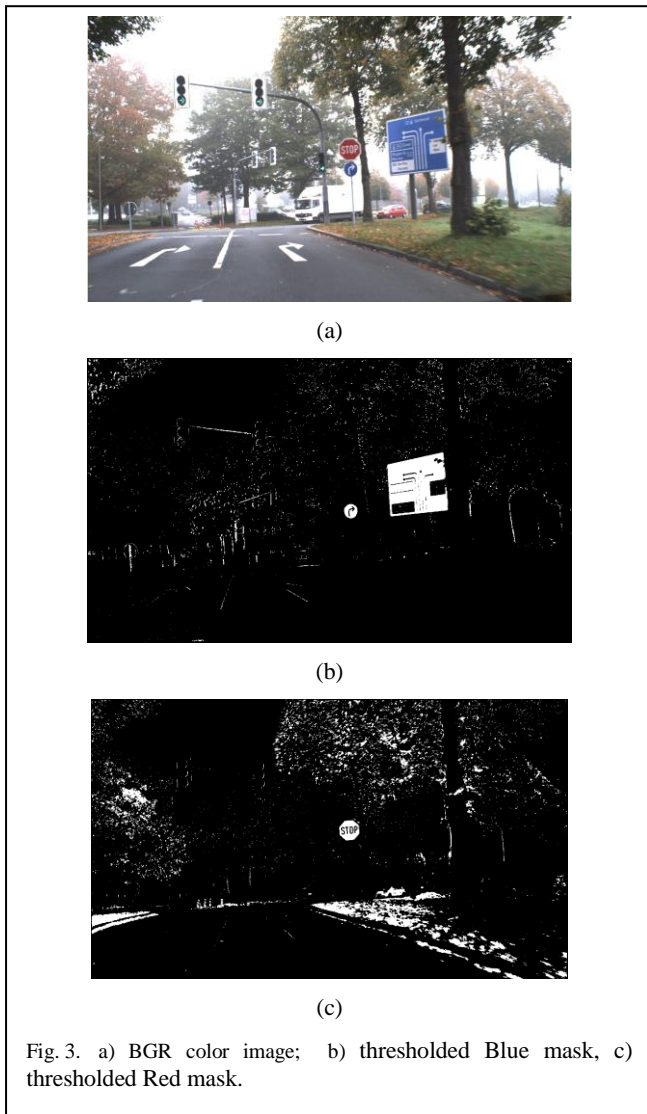 STOP
(a)
(b)
STOP
(c)
Fig. 3. a) BGR color image; b) thresholded Blue mask, c)
thresholded Red mask.